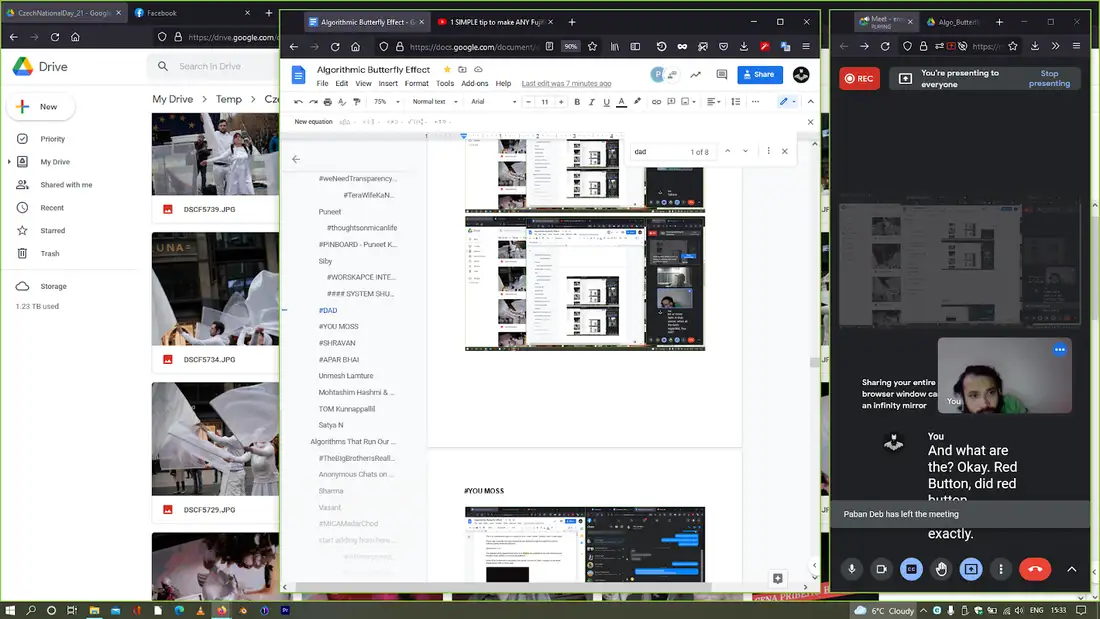 CzechNationalDay_21 - Google
Facebook
https://drive.google.com/d
Drive
Search in Drive
New
My Drive
Temp
Priority
My Drive
Shared with me
Recent
Starred
Trash
Storage
1.23 TB used
DSCF5739.JPG
UNA=
DSCF5734.JPG
DSCF5729.JPG
Algorithmic Butterfly Effect - G
1 SIMPLE tip to make ANY Fuji
https://docs.google.com/document/
90%
Algorithmic Butterfly Effect
File Edit View Insert Format Tools Add-ons Help Last edit was 7 minutes ago
P
Share
75% Normal text Arial 11
New equation
dad 1 of 8
#weNeedTransparency...
#TeraWifeKaN...
Puneet
#thoughtsonmicanlife
#PINBOARD - Puneet K...
Siby
#WORSKAPCE INTE...
#### SYSTEM SHU...
#DAD
#YOU MOSS
#SHRAVAN
#APAR BHAI
Unmesh Lamture
Mohtashim Hashmi & ...
TOM Kunnappallil
Satya N
Algorithms That Run Our ...
#TheBigBrotherisReall...
Anonymous Chats on ...
Sharma
Vasant
#MICAMadarChod
start adding from here...
#YOU MOSS
PLAYING
Algo_Butterf
https://m
REC
You're presenting to everyone
Stop presenting
Sharing your entire
browser window ca
an infinity mirror
You
You
And what are
the? Okay. Red
Button, did red
button
Paban Deb has left the meeting
exactly.
6°C Cloudy
ENG
15:33